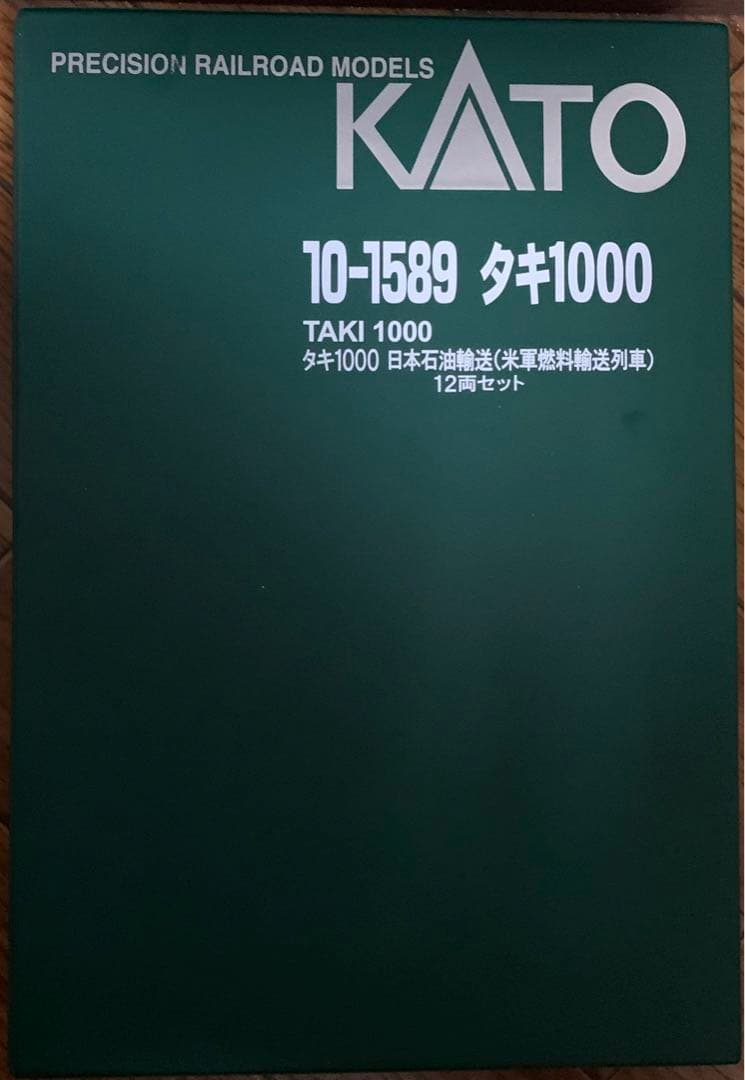 PRECISION RAILROAD MODELS
KATO
10-1589 タキ1000
TAKI 1000
タキ1000 日本石油輸送(米軍燃料輸送列車)
12両セット